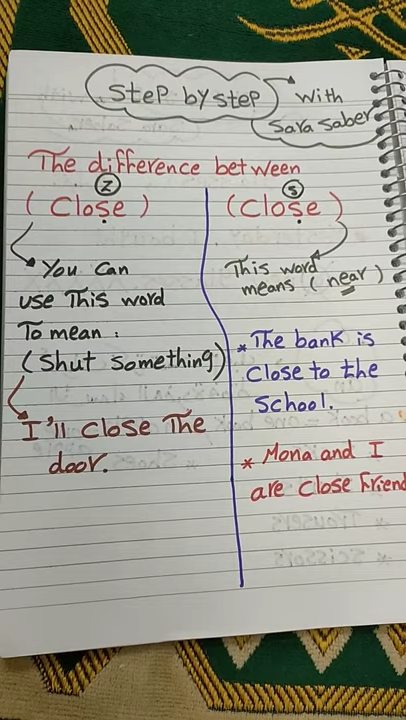 Step by step
with
Sara Saber
The difference between
(Close)
z
You can
use This word
To mean :
(Shut something)
I'll close The
door.
(Close)
s
This word
means (near)
* The bank is
close to the
school.
* Mona and I
are close Friend
* Trousers
* Scissors